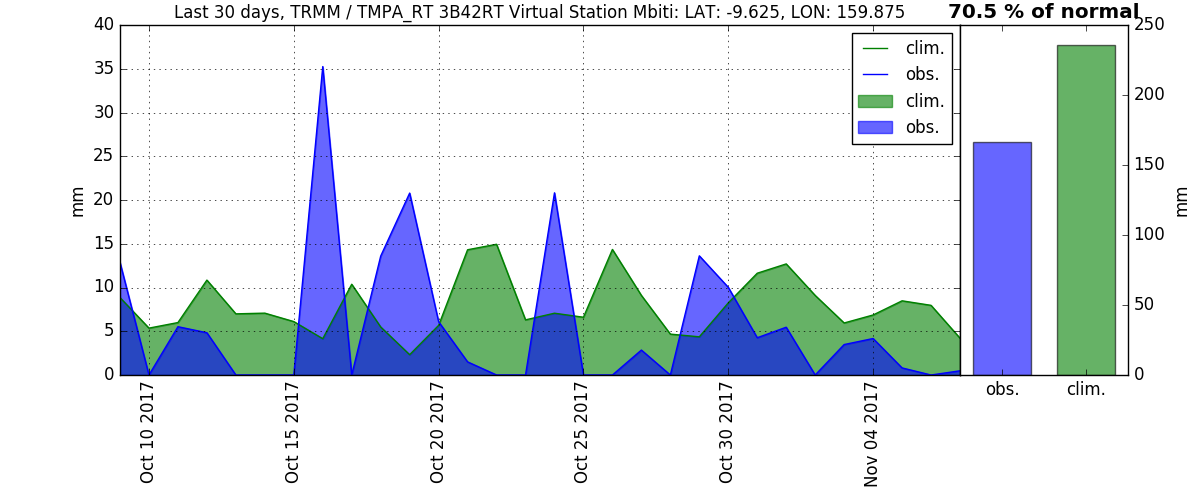 Last 30 days, TRMM / TMPA_RT 3B42RT Virtual Station Mbiti: LAT: -9.625, LON: 159.875
70.5 % of normal
40
35
30
25
20
15
10
5
0
mm
clim.
obs.
clim.
obs.
Oct 10 2017
Oct 15 2017
Oct 20 2017
Oct 25 2017
Oct 30 2017
Nov 04 2017
250
200
150
100
50
0
mm
obs.
clim.